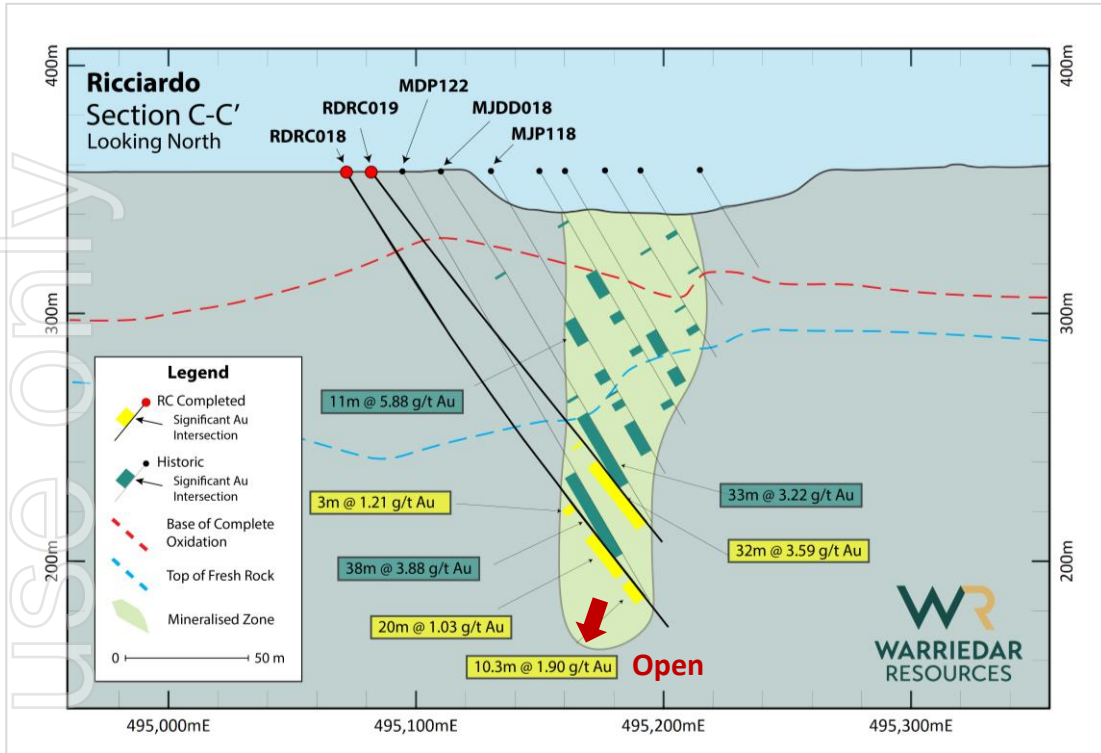 400m
400m
Ricciardo
Section C-C’
Looking North
MDP122
RDRC019
MJDD018
RDRC018
MJP118
300m
300m
Legend
RC Completed
Significant Au
Intersection
Historic
Significant Au
Intersection
Base of Complete
Oxidation
Top of Fresh Rock
Mineralised Zone
0
50 m
11m @ 5.88 g/t Au
3m @ 1.21 g/t Au
33m @ 3.22 g/t Au
32m @ 3.59 g/t Au
38m @ 3.88 g/t Au
200m
200m
20m @ 1.03 g/t Au
10.3m @ 1.90 g/t Au
Open
WR
WARRIEDAR
RESOURCES
495,000mE
495,100mE
495,200mE
495,300mE
use only